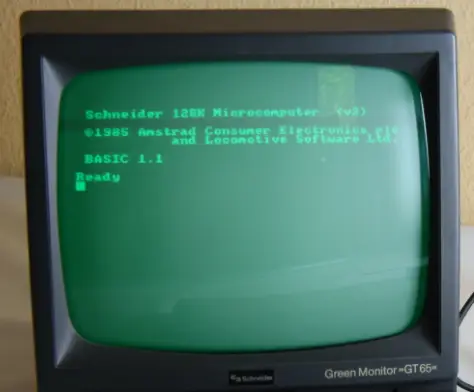 Schneider 128K Microcomputer (v3)
©1985 Amstrad Consumer Electronics plc
and Locomotive Software Ltd.
BASIC 1.1
Ready
Schneider
Green Monitor »GT65«